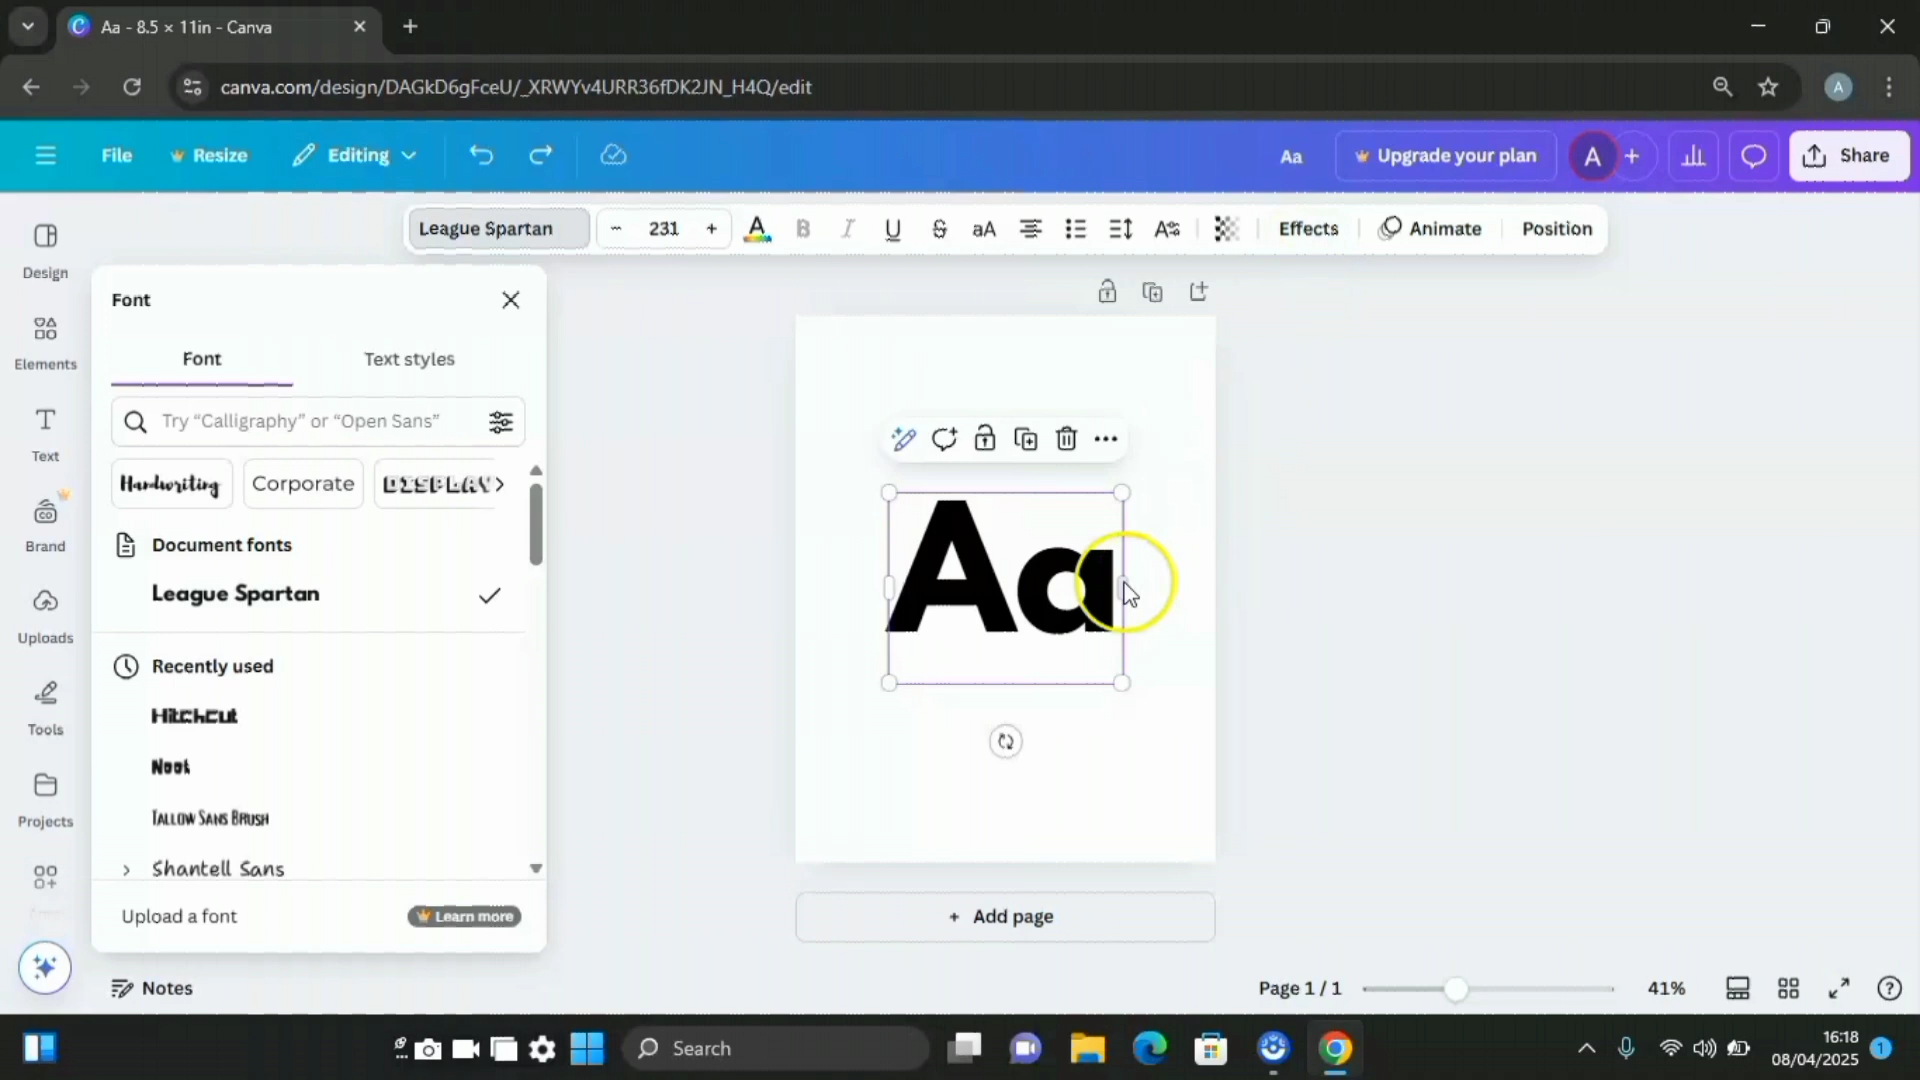 Aa - 8.5 × 11in - Canva
canva.com/design/DAGkD6gFceU/_XRWYv4URR36fDK2JN_H4Q/edit
A
File
Resize
Editing
Aa
Upgrade your plan
A
Share
League Spartan
231
A
B
I
U
S
aA
Effects
Animate
Position
Design
Elements
Text
Brand
Uploads
Tools
Projects
Font
Font
Text styles
Try “Calligraphy” or “Open Sans”
Handwriting
Corporate
DISPLAY
Document fonts
League Spartan
Recently used
Hitchcut
Noot
Tallow Sans Brush
Shantell Sans
Upload a font
Learn more
Aa
+ Add page
Notes
Page 1 / 1
41%
Search
16:18
08/04/2025
1